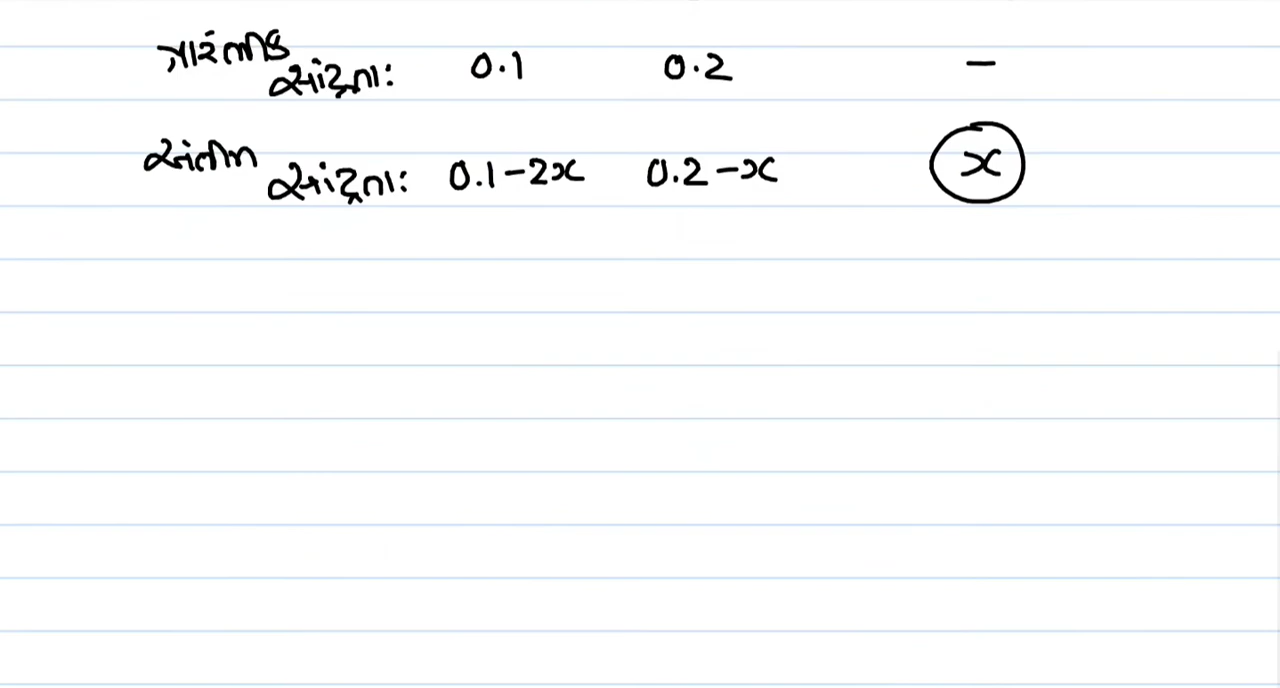 પ્રારંભિક સાંદ્રતા: 0.1 0.2 –
અંતિમ સાંદ્રતા: 0.1-2x 0.2-x x